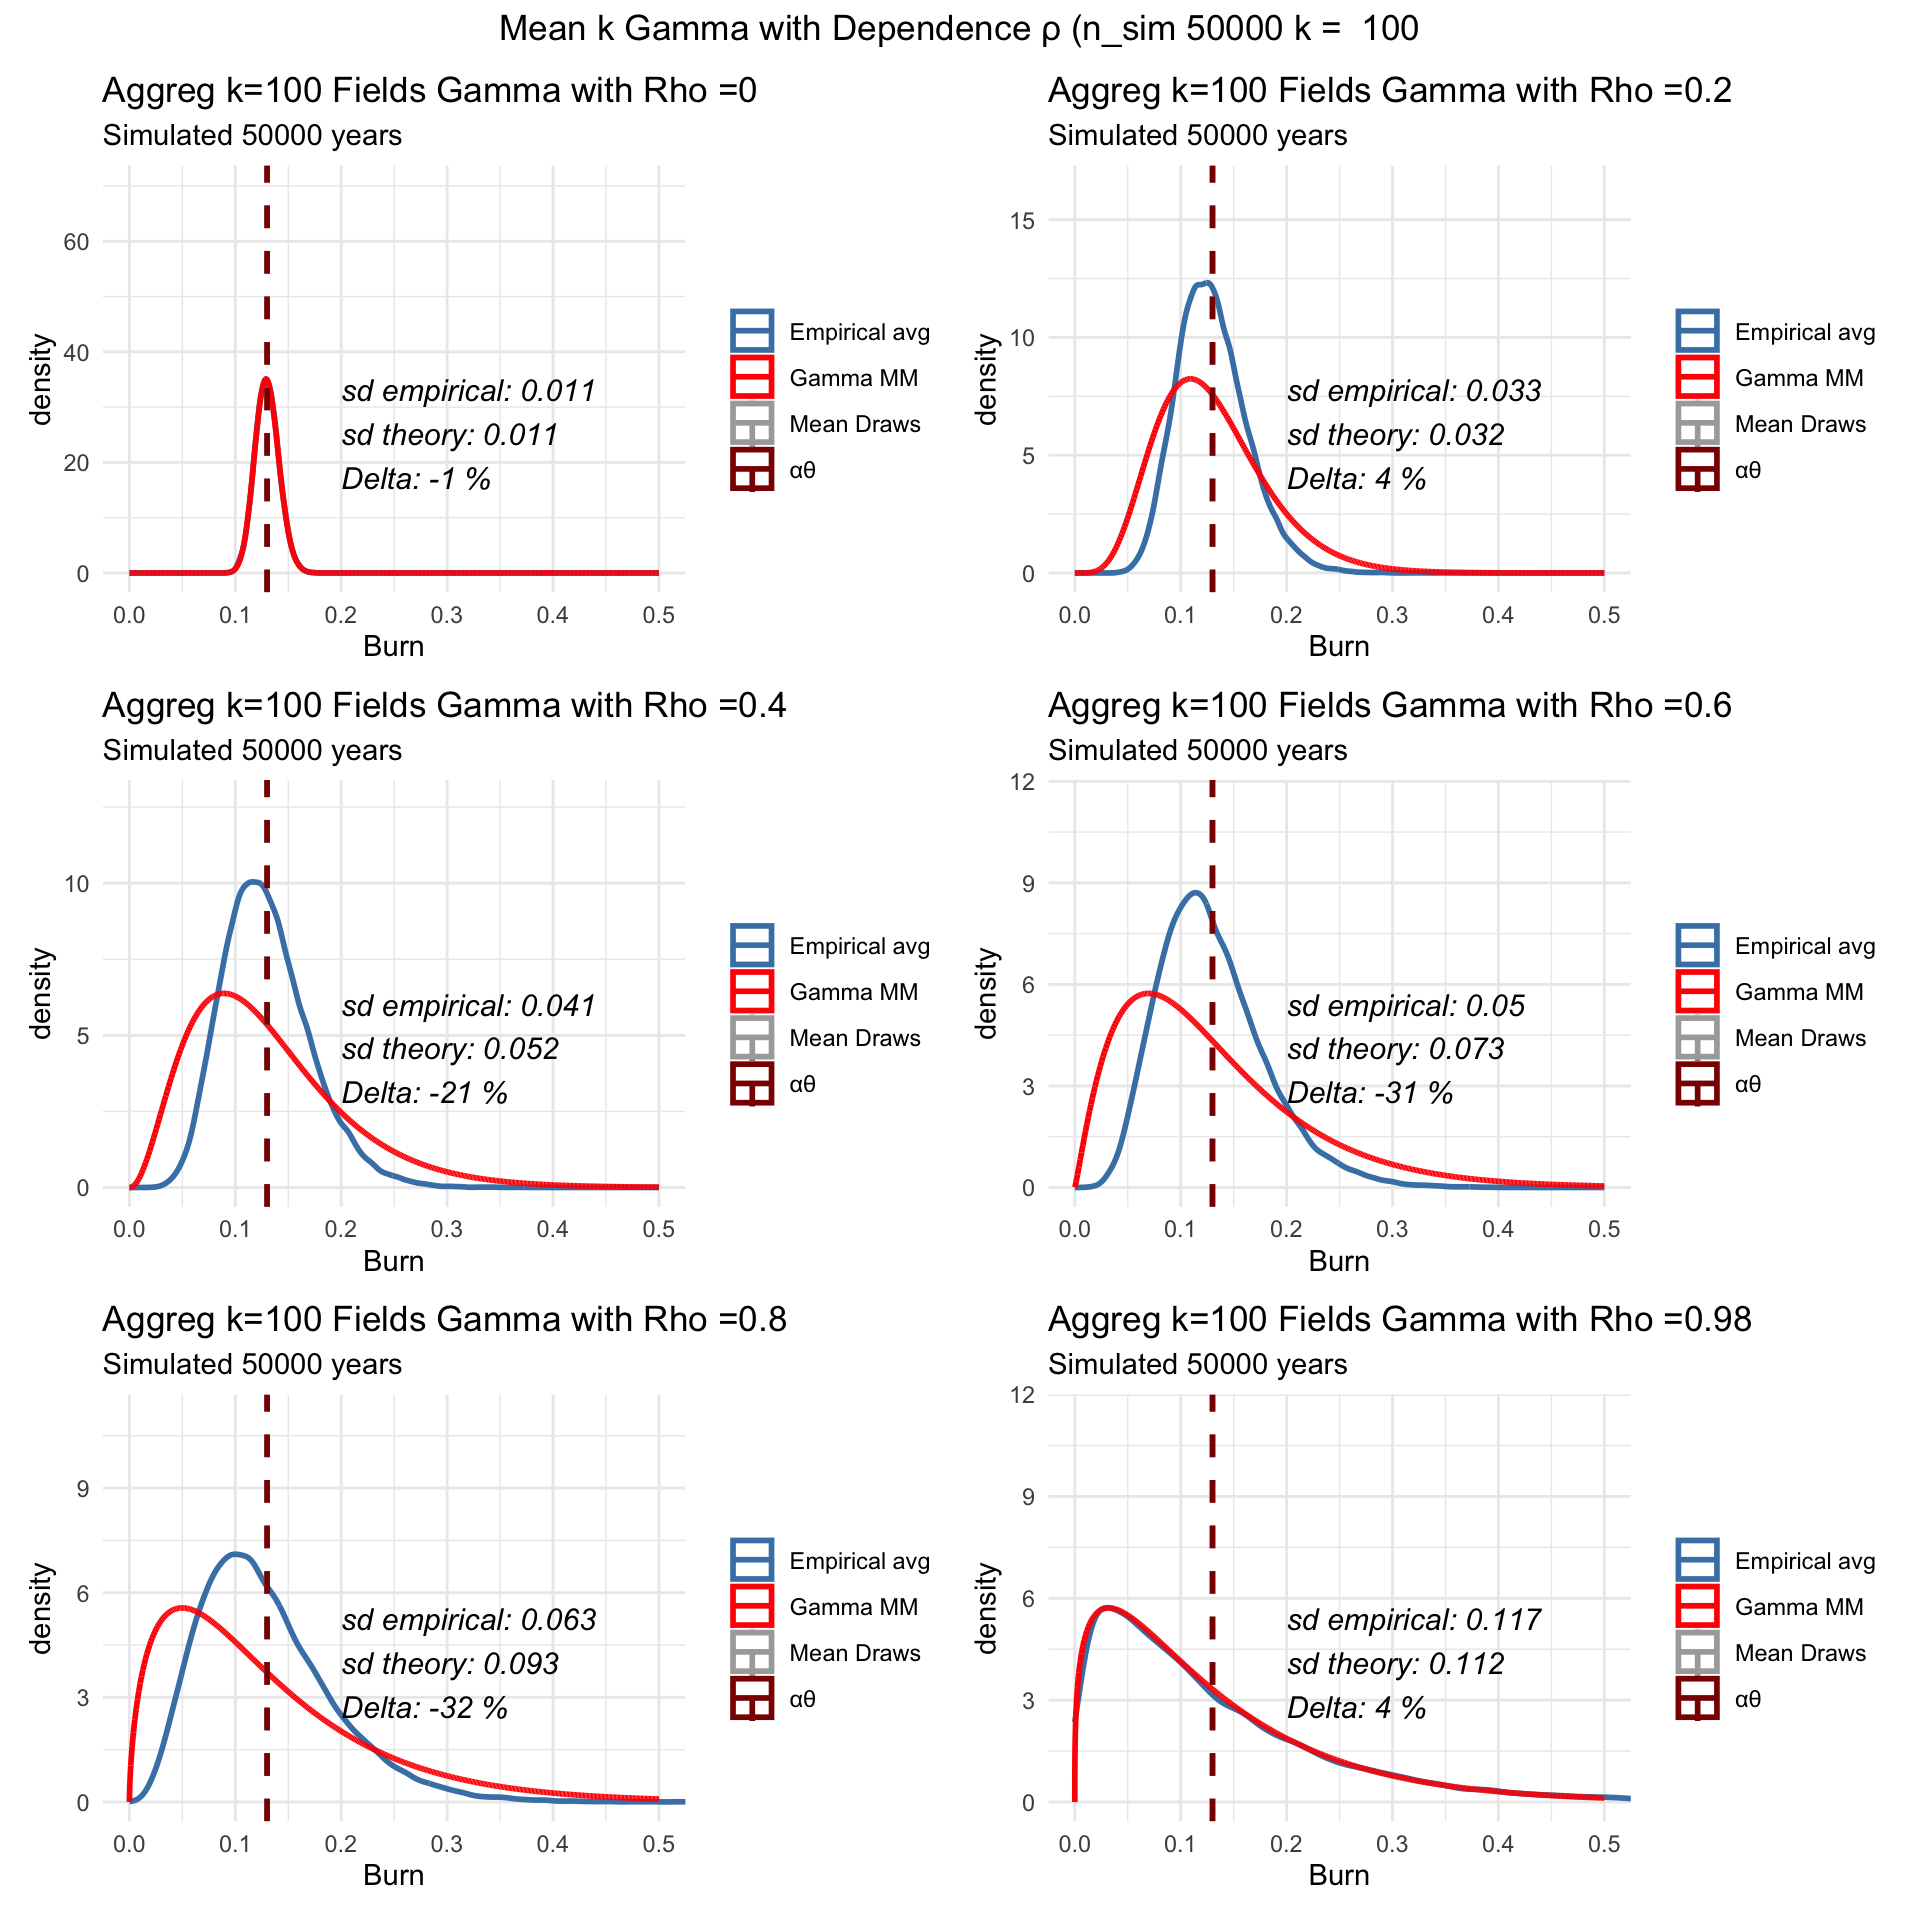 Mean k Gamma with Dependence ρ (n_sim 50000 k =  100
Aggreg k=100 Fields Gamma with Rho =0
Simulated 50000 years
density
60
40
20
0
0.0 0.1 0.2 0.3 0.4 0.5
Burn
sd empirical: 0.011
sd theory: 0.011
Delta: -1 %
Empirical avg
Gamma MM
Mean Draws
αθ
Aggreg k=100 Fields Gamma with Rho =0.2
Simulated 50000 years
density
15
10
5
0
0.0 0.1 0.2 0.3 0.4 0.5
Burn
sd empirical: 0.033
sd theory: 0.032
Delta: 4 %
Empirical avg
Gamma MM
Mean Draws
αθ
Aggreg k=100 Fields Gamma with Rho =0.4
Simulated 50000 years
density
10
5
0
0.0 0.1 0.2 0.3 0.4 0.5
Burn
sd empirical: 0.041
sd theory: 0.052
Delta: -21 %
Empirical avg
Gamma MM
Mean Draws
αθ
Aggreg k=100 Fields Gamma with Rho =0.6
Simulated 50000 years
density
12
9
6
3
0
0.0 0.1 0.2 0.3 0.4 0.5
Burn
sd empirical: 0.05
sd theory: 0.073
Delta: -31 %
Empirical avg
Gamma MM
Mean Draws
αθ
Aggreg k=100 Fields Gamma with Rho =0.8
Simulated 50000 years
density
9
6
3
0
0.0 0.1 0.2 0.3 0.4 0.5
Burn
sd empirical: 0.063
sd theory: 0.093
Delta: -32 %
Empirical avg
Gamma MM
Mean Draws
αθ
Aggreg k=100 Fields Gamma with Rho =0.98
Simulated 50000 years
density
12
9
6
3
0
0.0 0.1 0.2 0.3 0.4 0.5
Burn
sd empirical: 0.117
sd theory: 0.112
Delta: 4 %
Empirical avg
Gamma MM
Mean Draws
αθ